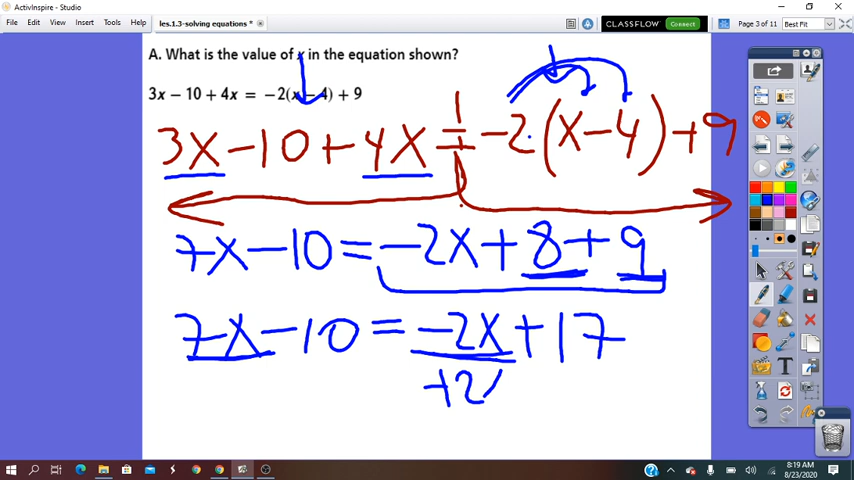 ActivInspire - Studio
File Edit View Insert Tools Help
les.1.3-solving equations *
CLASSFLOW Connect
Page 3 of 11
Best Fit
A. What is the value of x in the equation shown?
3x − 10 + 4x = −2(x − 4) + 9
3x − 10 + 4x = −2(x − 4) + 9
7x − 10 = −2x + 8 + 9
7x − 10 = −2x + 17
+2
8:19 AM
8/23/2020